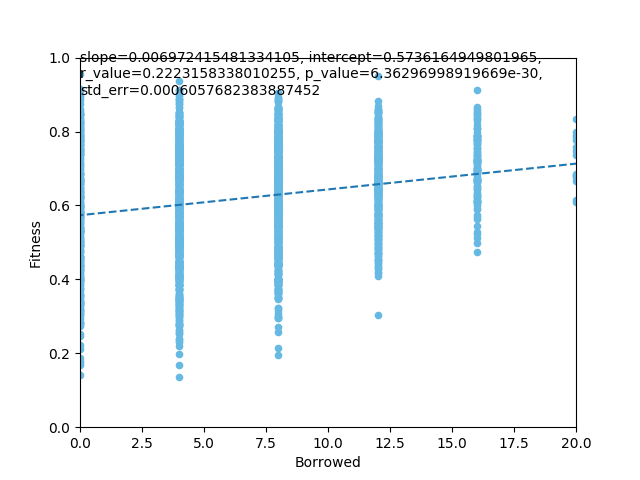 slope=0.006972415481334105, intercept=0.5736164949801965,
r_value=0.2223158338010255, p_value=6.36296998919669e-30,
std_err=0.0006057682383887452
1.0
0.8
0.6
0.4
0.2
0.0
Fitness
0.0 2.5 5.0 7.5 10.0 12.5 15.0 17.5 20.0
Borrowed